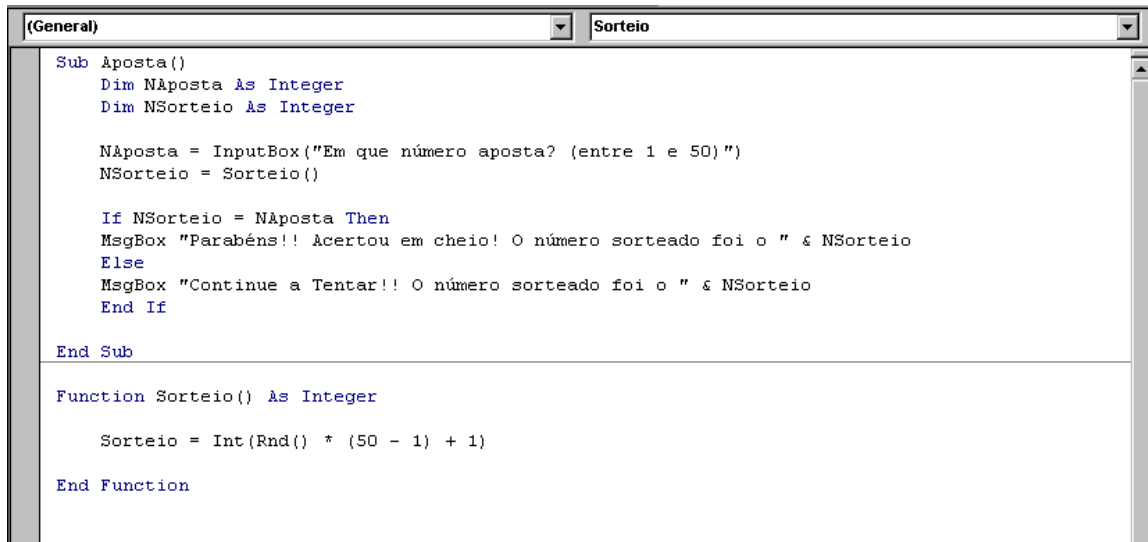 (General) Sorteio
Sub Aposta()
Dim NAposta As Integer
Dim NSorteio As Integer
NAposta = InputBox("Em que número aposta? (entre 1 e 50)")
NSorteio = Sorteio()
If NSorteio = NAposta Then
MsgBox "Parabéns!! Acertou em cheio! O número sorteado foi o " & NSorteio
Else
MsgBox "Continue a Tentar!! O número sorteado foi o " & NSorteio
End If
End Sub
Function Sorteio() As Integer
Sorteio = Int(Rnd() * (50 - 1) + 1)
End Function